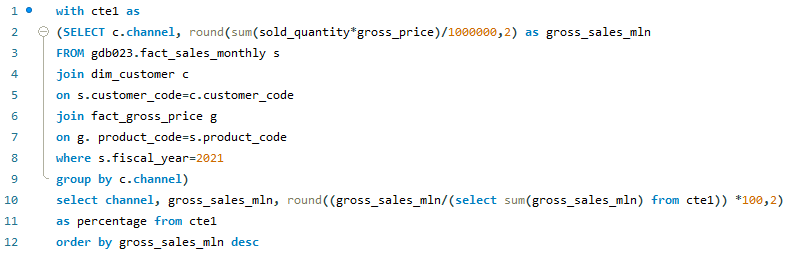 1 with cte1 as
2 (SELECT c.channel, round(sum(sold_quantity*gross_price)/1000000,2) as gross_sales_mln
3 FROM gdb023.fact_sales_monthly s
4 join dim_customer c
5 on s.customer_code=c.customer_code
6 join fact_gross_price g
7 on g. product_code=s.product_code
8 where s.fiscal_year=2021
9 group by c.channel)
10 select channel, gross_sales_mln, round((gross_sales_mln/(select sum(gross_sales_mln) from cte1)) *100,2)
11 as percentage from cte1
12 order by gross_sales_mln desc